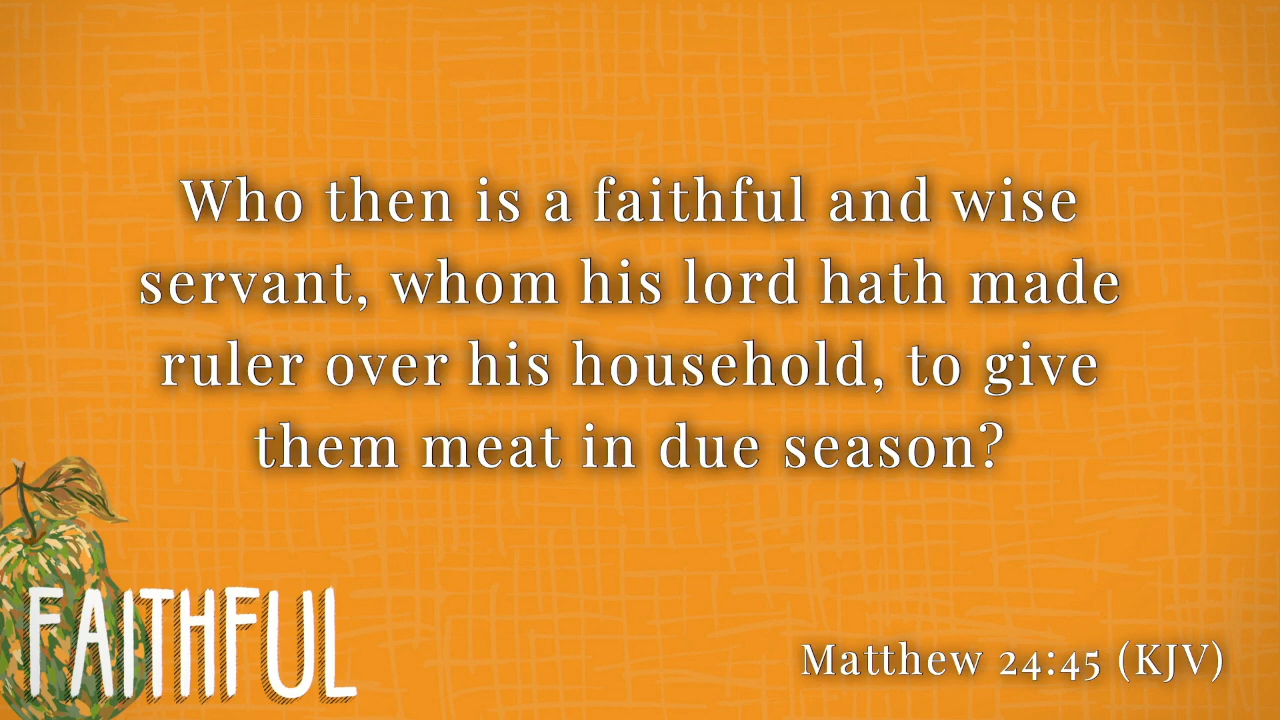 Who then is a faithful and wise
servant, whom his lord hath made
ruler over his household, to give
them meat in due season?
FAITHFUL
Matthew 24:45 (KJV)